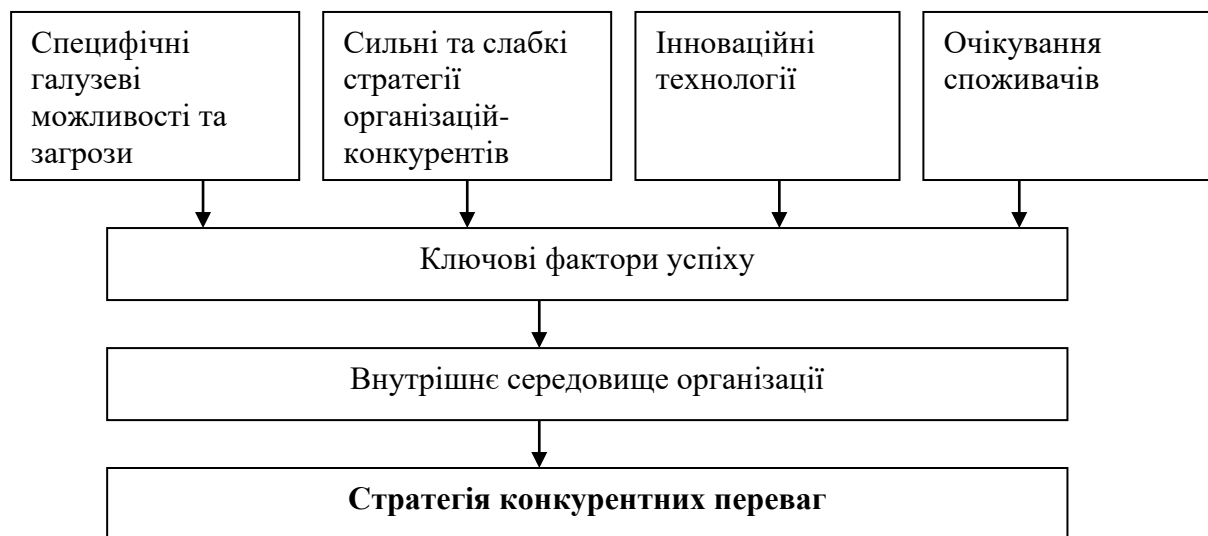 Специфічні
галузеві
можливості та
загрози
Сильні та слабкі
стратегії
організацій-
конкурентів
Інноваційні
технології
Очікування
споживачів
Ключові фактори успіху
Внутрішнє середовище організації
Стратегія конкурентних переваг